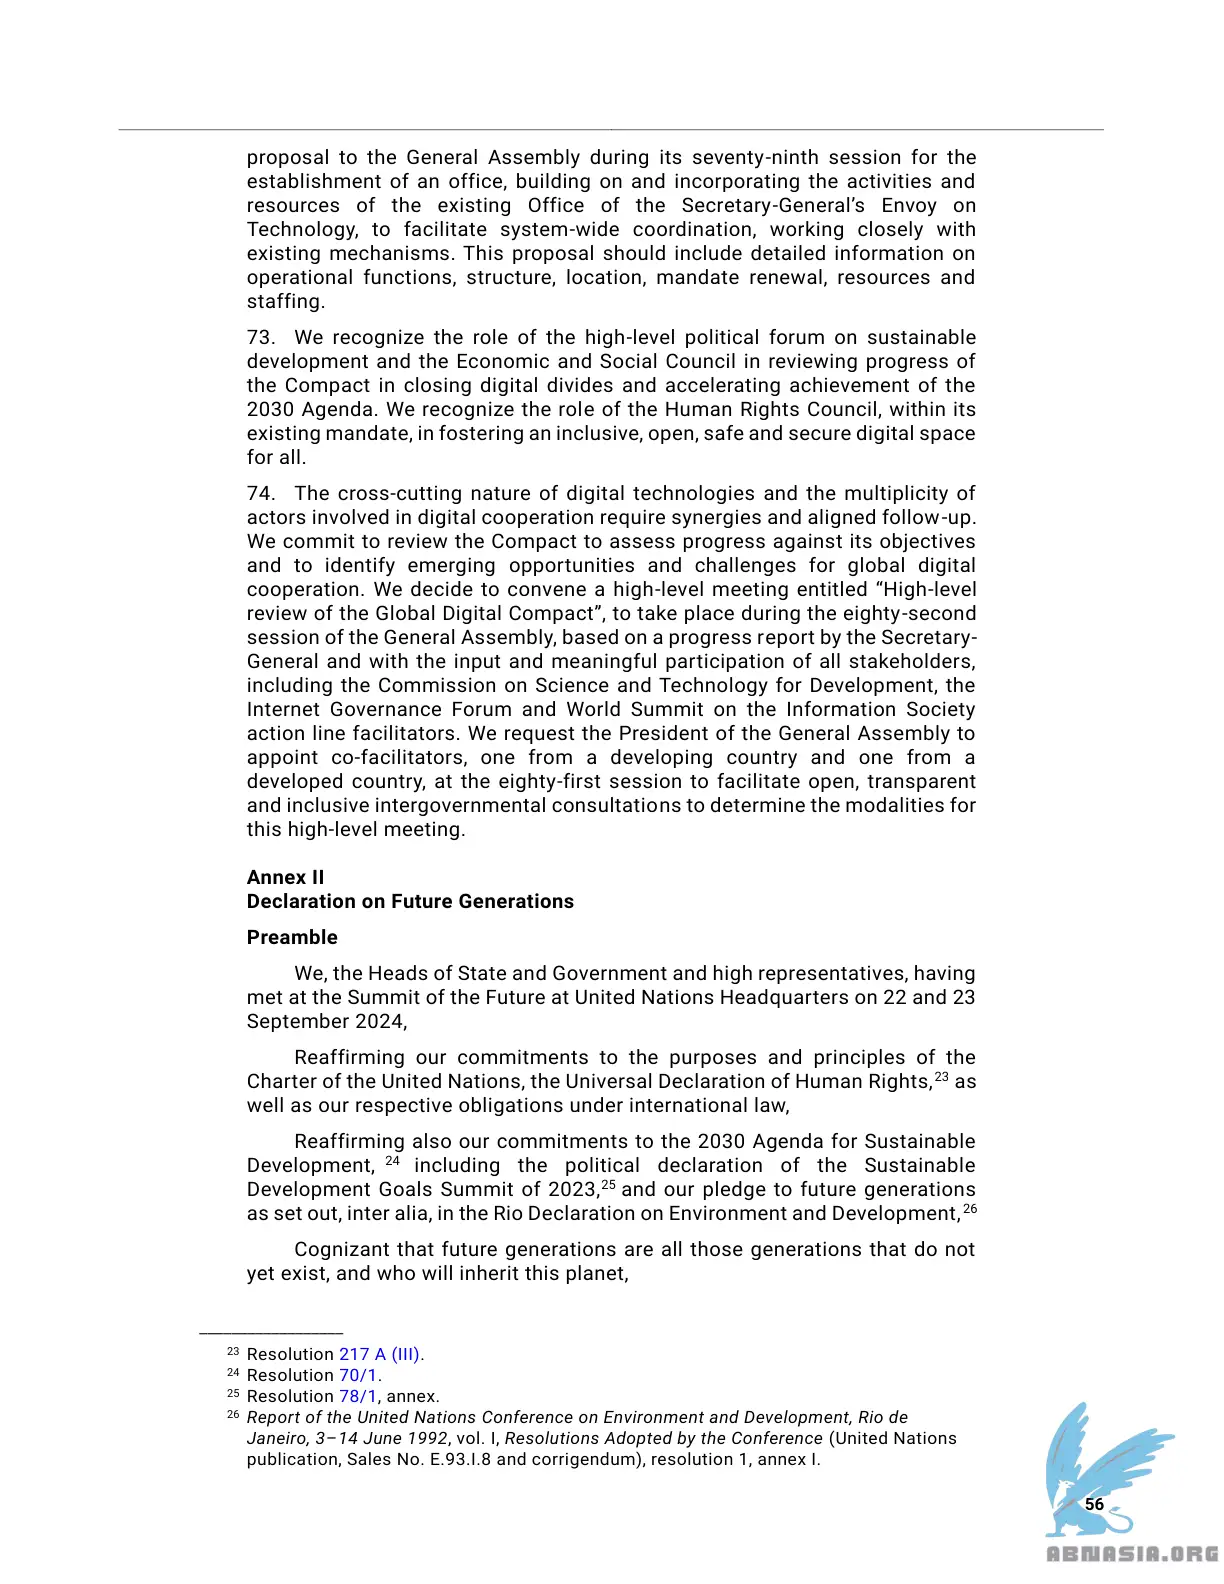 proposal to the General Assembly during its seventy-ninth session for the
establishment of an office, building on and incorporating the activities and
resources of the existing Office of the Secretary-General’s Envoy on
Technology, to facilitate system-wide coordination, working closely with
existing mechanisms. This proposal should include detailed information on
operational functions, structure, location, mandate renewal, resources and
staffing.
73. We recognize the role of the high-level political forum on sustainable
development and the Economic and Social Council in reviewing progress of
the Compact in closing digital divides and accelerating achievement of the
2030 Agenda. We recognize the role of the Human Rights Council, within its
existing mandate, in fostering an inclusive, open, safe and secure digital space
for all.
74. The cross-cutting nature of digital technologies and the multiplicity of
actors involved in digital cooperation require synergies and aligned follow-up.
We commit to review the Compact to assess progress against its objectives
and to identify emerging opportunities and challenges for global digital
cooperation. We decide to convene a high-level meeting entitled “High-level
review of the Global Digital Compact”, to take place during the eighty-second
session of the General Assembly, based on a progress report by the Secretary-
General and with the input and meaningful participation of all stakeholders,
including the Commission on Science and Technology for Development, the
Internet Governance Forum and World Summit on the Information Society
action line facilitators. We request the President of the General Assembly to
appoint co-facilitators, one from a developing country and one from a
developed country, at the eighty-first session to facilitate open, transparent
and inclusive intergovernmental consultations to determine the modalities for
this high-level meeting.
Annex II
Declaration on Future Generations
Preamble
We, the Heads of State and Government and high representatives, having
met at the Summit of the Future at United Nations Headquarters on 22 and 23
September 2024,
Reaffirming our commitments to the purposes and principles of the
Charter of the United Nations, the Universal Declaration of Human Rights,23 as
well as our respective obligations under international law,
Reaffirming also our commitments to the 2030 Agenda for Sustainable
Development, 24 including the political declaration of the Sustainable
Development Goals Summit of 2023,25 and our pledge to future generations
as set out, inter alia, in the Rio Declaration on Environment and Development,26
Cognizant that future generations are all those generations that do not
yet exist, and who will inherit this planet,
23 Resolution 217 A (III).
24 Resolution 70/1.
25 Resolution 78/1, annex.
26 Report of the United Nations Conference on Environment and Development, Rio de
Janeiro, 3–14 June 1992, vol. I, Resolutions Adopted by the Conference (United Nations
publication, Sales No. E.93.I.8 and corrigendum), resolution 1, annex I.
56
ABNASIA.ORG